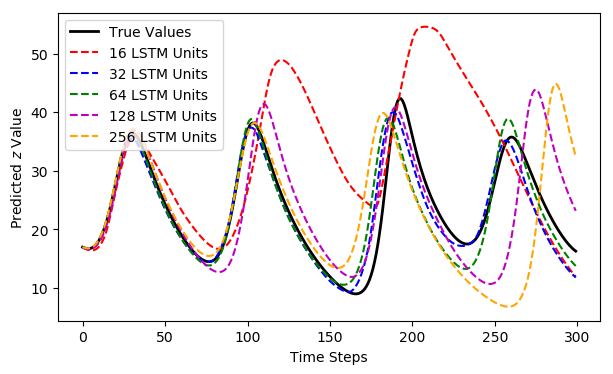 True Values
16 LSTM Units
32 LSTM Units
64 LSTM Units
128 LSTM Units
256 LSTM Units
50
40
30
20
10
Predicted z Value
0 50 100 150 200 250 300
Time Steps